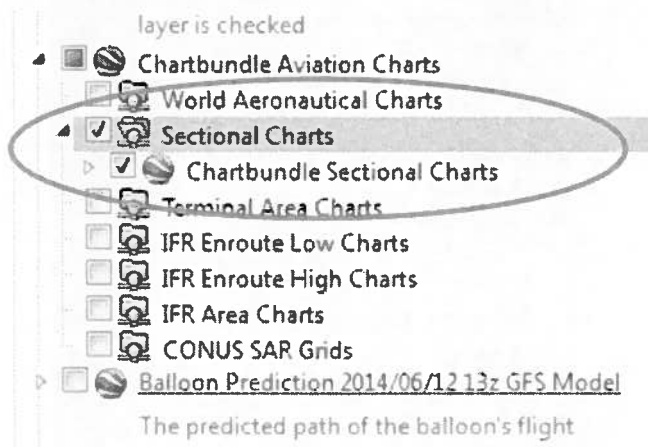 layer is checked
Chartbundle Aviation Charts
World Aeronautical Charts
Sectional Charts
Chartbundle Sectional Charts
Terminal Area Charts
IFR Enroute Low Charts
IFR Enroute High Charts
IFR Area Charts
CONUS SAR Grids
Balloon Prediction 2014/06/12 13z GFS Model
The predicted path of the balloon's flight